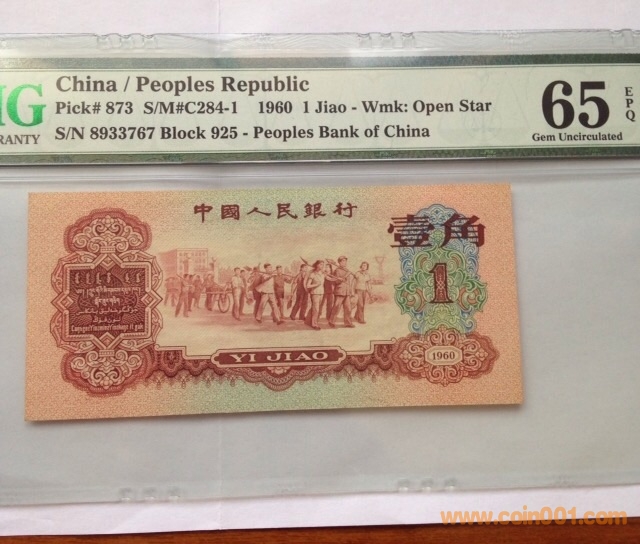 MG
WARRANTY
China / Peoples Republic
Pick# 873 S/M#C284-1 1960 1 Jiao - Wmk: Open Star
S/N 8933767 Block 925 - Peoples Bank of China
65
EPQ
Gem Uncirculated
中國人民銀行
壹角
1
YI JIAO
1960
www.coin001.com